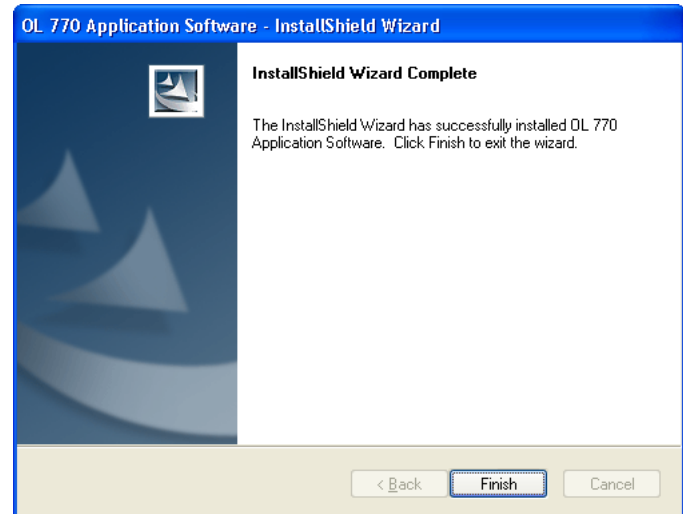 OL 770 Application Software - InstallShield Wizard
InstallShield Wizard Complete
The InstallShield Wizard has successfully installed OL 770
Application Software. Click Finish to exit the wizard.
< Back
Finish
Cancel